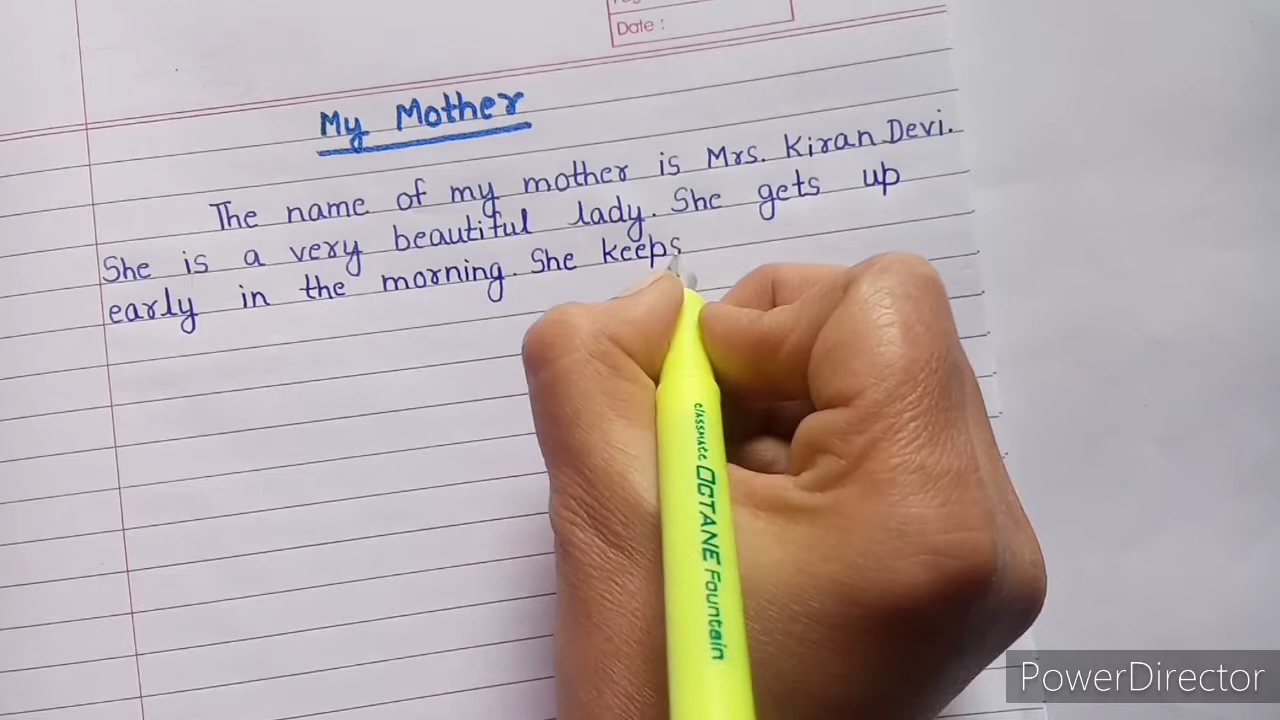 Date :
My Mother
The name of my mother is Mrs. Kiran Devi.
She is a very beautiful lady. She gets up
early in the morning. She keeps
classmate OCTANE Fountain
PowerDirector